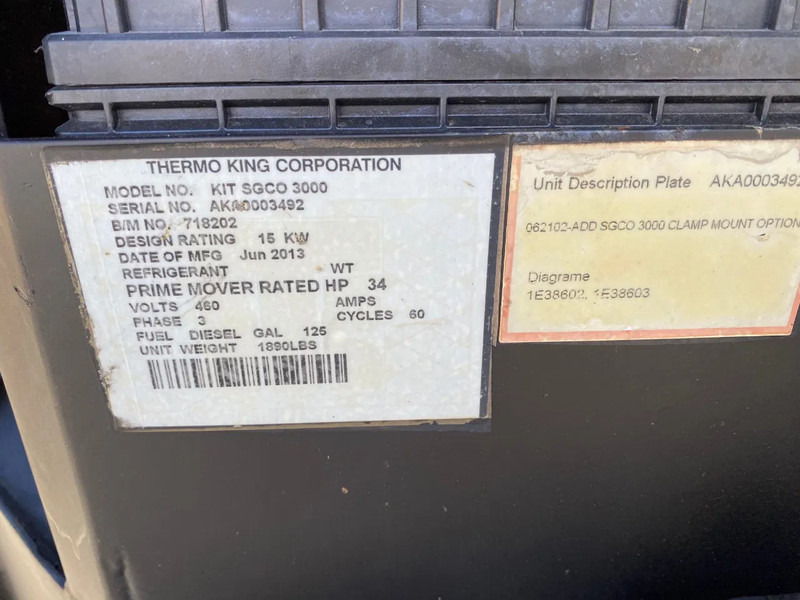 THERMO KING CORPORATION
MODEL NO. KIT SGCO 3000
SERIAL NO. AKA0003492
B/M NO. 718202
DESIGN RATING 15 KW
DATE OF MFG Jun 2013
REFRIGERANT WT
PRIME MOVER RATED HP 34
VOLTS 460 AMPS
PHASE 3 CYCLES 60
FUEL DIESEL GAL 125
UNIT WEIGHT 1890LBS
Unit Description Plate AKA0003492
062102-ADD SGCO 3000 CLAMP MOUNT OPTION
Diagrame
1E38602, 1E38603